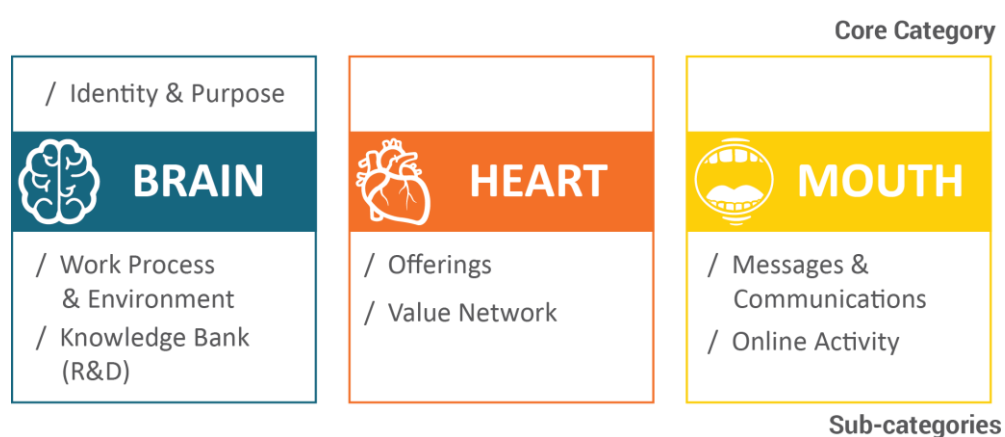 Core Category
/ Identity & Purpose
BRAIN
/ Work Process
& Environment
/ Knowledge Bank
(R&D)
HEART
/ Offerings
/ Value Network
MOUTH
/ Messages &
Communications
/ Online Activity
Sub-categories